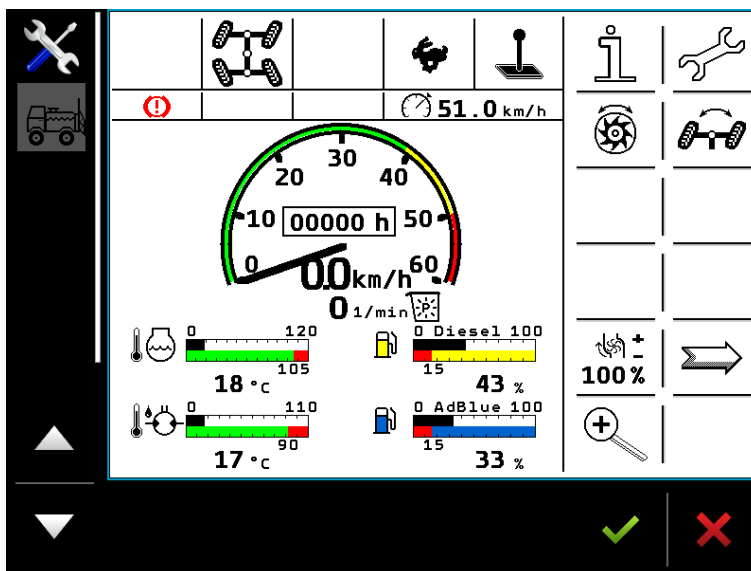 51.0 km/h
30
20
40
10
00000 h
50
0
0.0 km/h
60
0 1/min
P
0
120
105
18 °C
0 Diesel 100
15
43 %
100%
+
-
0
110
90
17 °C
0 AdBlue 100
15
33 %